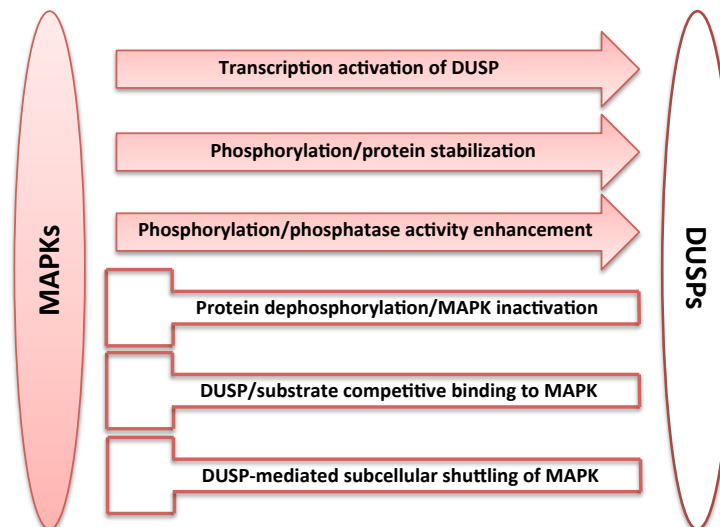 MAPKs
Transcription activation of DUSP
Phosphorylation/protein stabilization
Phosphorylation/phosphatase activity enhancement
Protein dephosphorylation/MAPK inactivation
DUSP/substrate competitive binding to MAPK
DUSP-mediated subcellular shuttling of MAPK
DUSPs